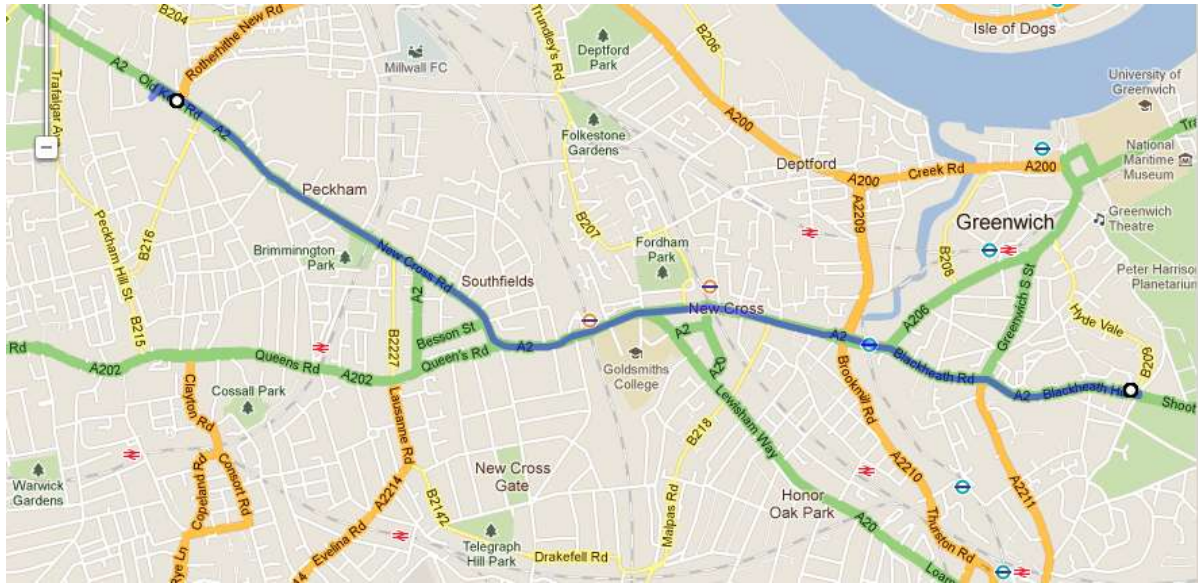 B204
Rotherhithe New Rd
Trundley's Rd
B206
Isle of Dogs
A2
Old Kent Rd
Trafalgar Ave
Millwall FC
Deptford
Park
University of
Greenwich
A2
A200
Folkestone
Gardens
Deptford
Creek Rd
A200
A200
National
Maritime
Museum
Peckham
A2209
Peckham Hill St
B216
B207
Greenwich
Greenwich
Theatre
Brimmington
Park
New Cross Rd
Fordham
Park
B208
Southfields
A2
Peter Harrison
Planetarium
Greenwich S St
Hyde Vale
New Cross
B215
Besson St
A206
Rd
A202
Queens Rd
B2227
Queen's Rd
A2
A2
A20
A2
A202
Goldsmiths
College
Blackheath Rd
A2
Blackheath Hill
Shoot
Clayton Rd
Cossall Park
Lausanne Rd
Lewisham Way
Brookmill Rd
B218
Copeland Rd
Consort Rd
Warwick
Gardens
New Cross
Gate
A2214
B2142
Malpas Rd
A2210
A2211
Honor
Oak Park
Rye Ln
Evelina Rd
Telegraph
Hill Park
Drakefell Rd
A20
Thurston Rd